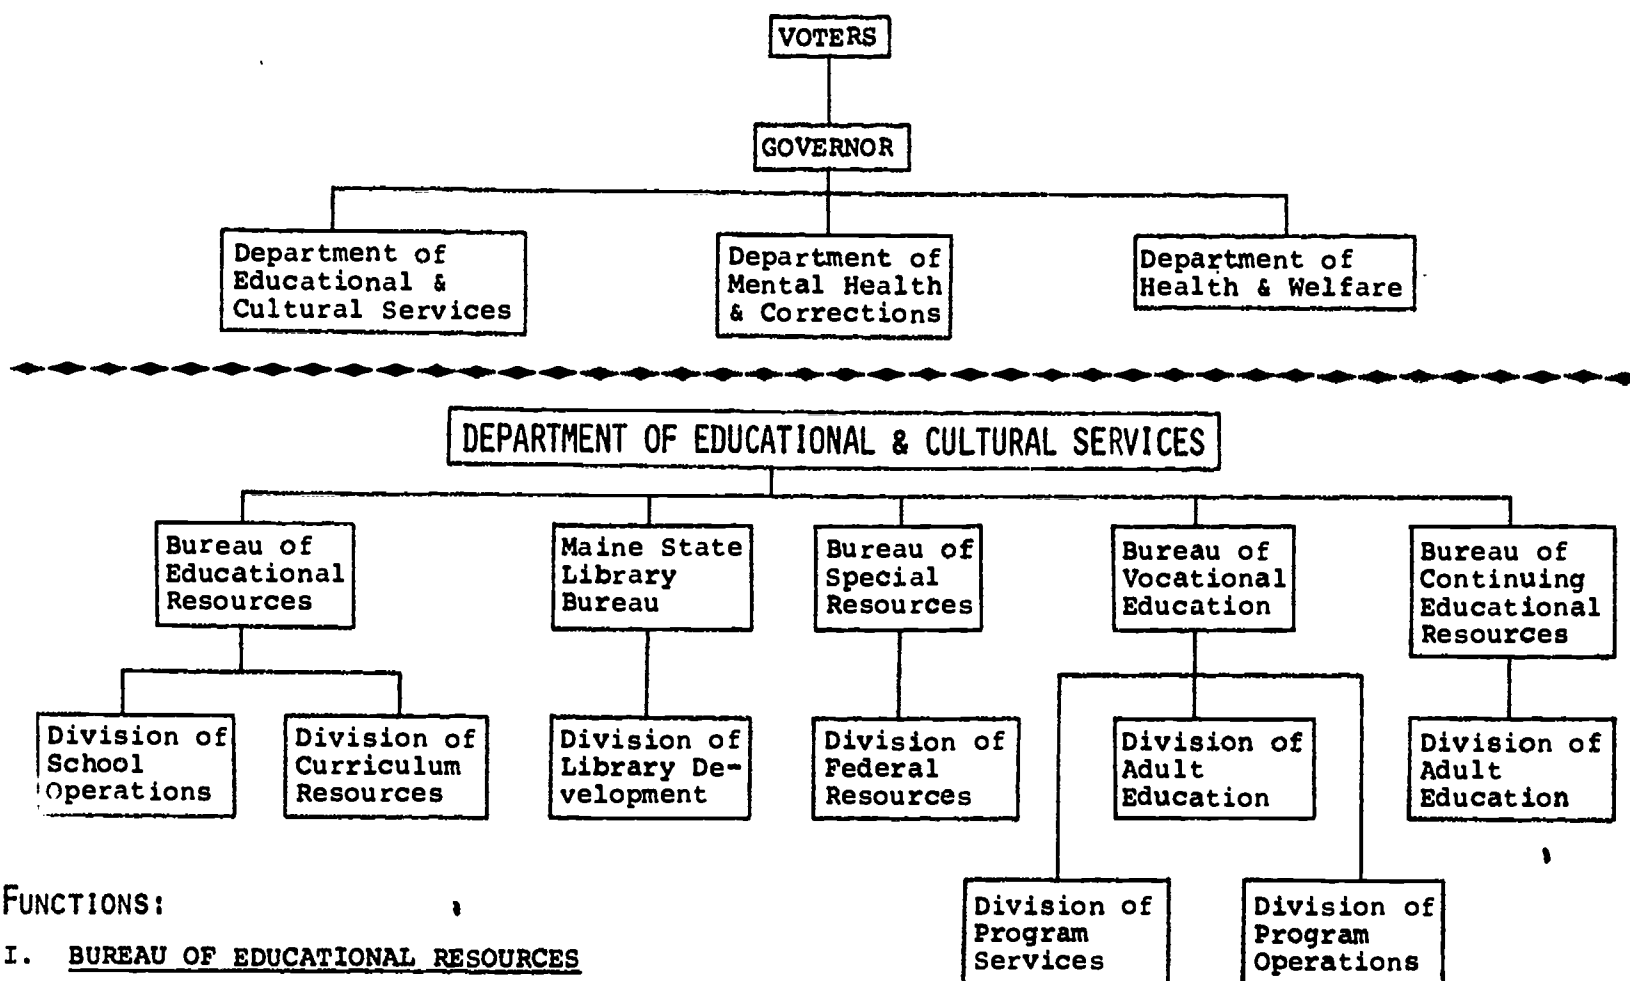 VOTERS
GOVERNOR
Department of
Educational &
Cultural Services
Department of
Mental Health
& Corrections
Department of
Health & Welfare
DEPARTMENT OF EDUCATIONAL & CULTURAL SERVICES
Bureau of
Educational
Resources
Maine State
Library
Bureau
Bureau of
Special
Resources
Bureau of
Vocational
Education
Bureau of
Continuing
Educational
Resources
Division of
School
Operations
Division of
Curriculum
Resources
Division of
Library De-
velopment
Division of
Federal
Resources
Division of
Adult
Education
Division of
Adult
Education
Division of
Program
Services
Division of
Program
Operations
FUNCTIONS:
I. BUREAU OF EDUCATIONAL RESOURCES